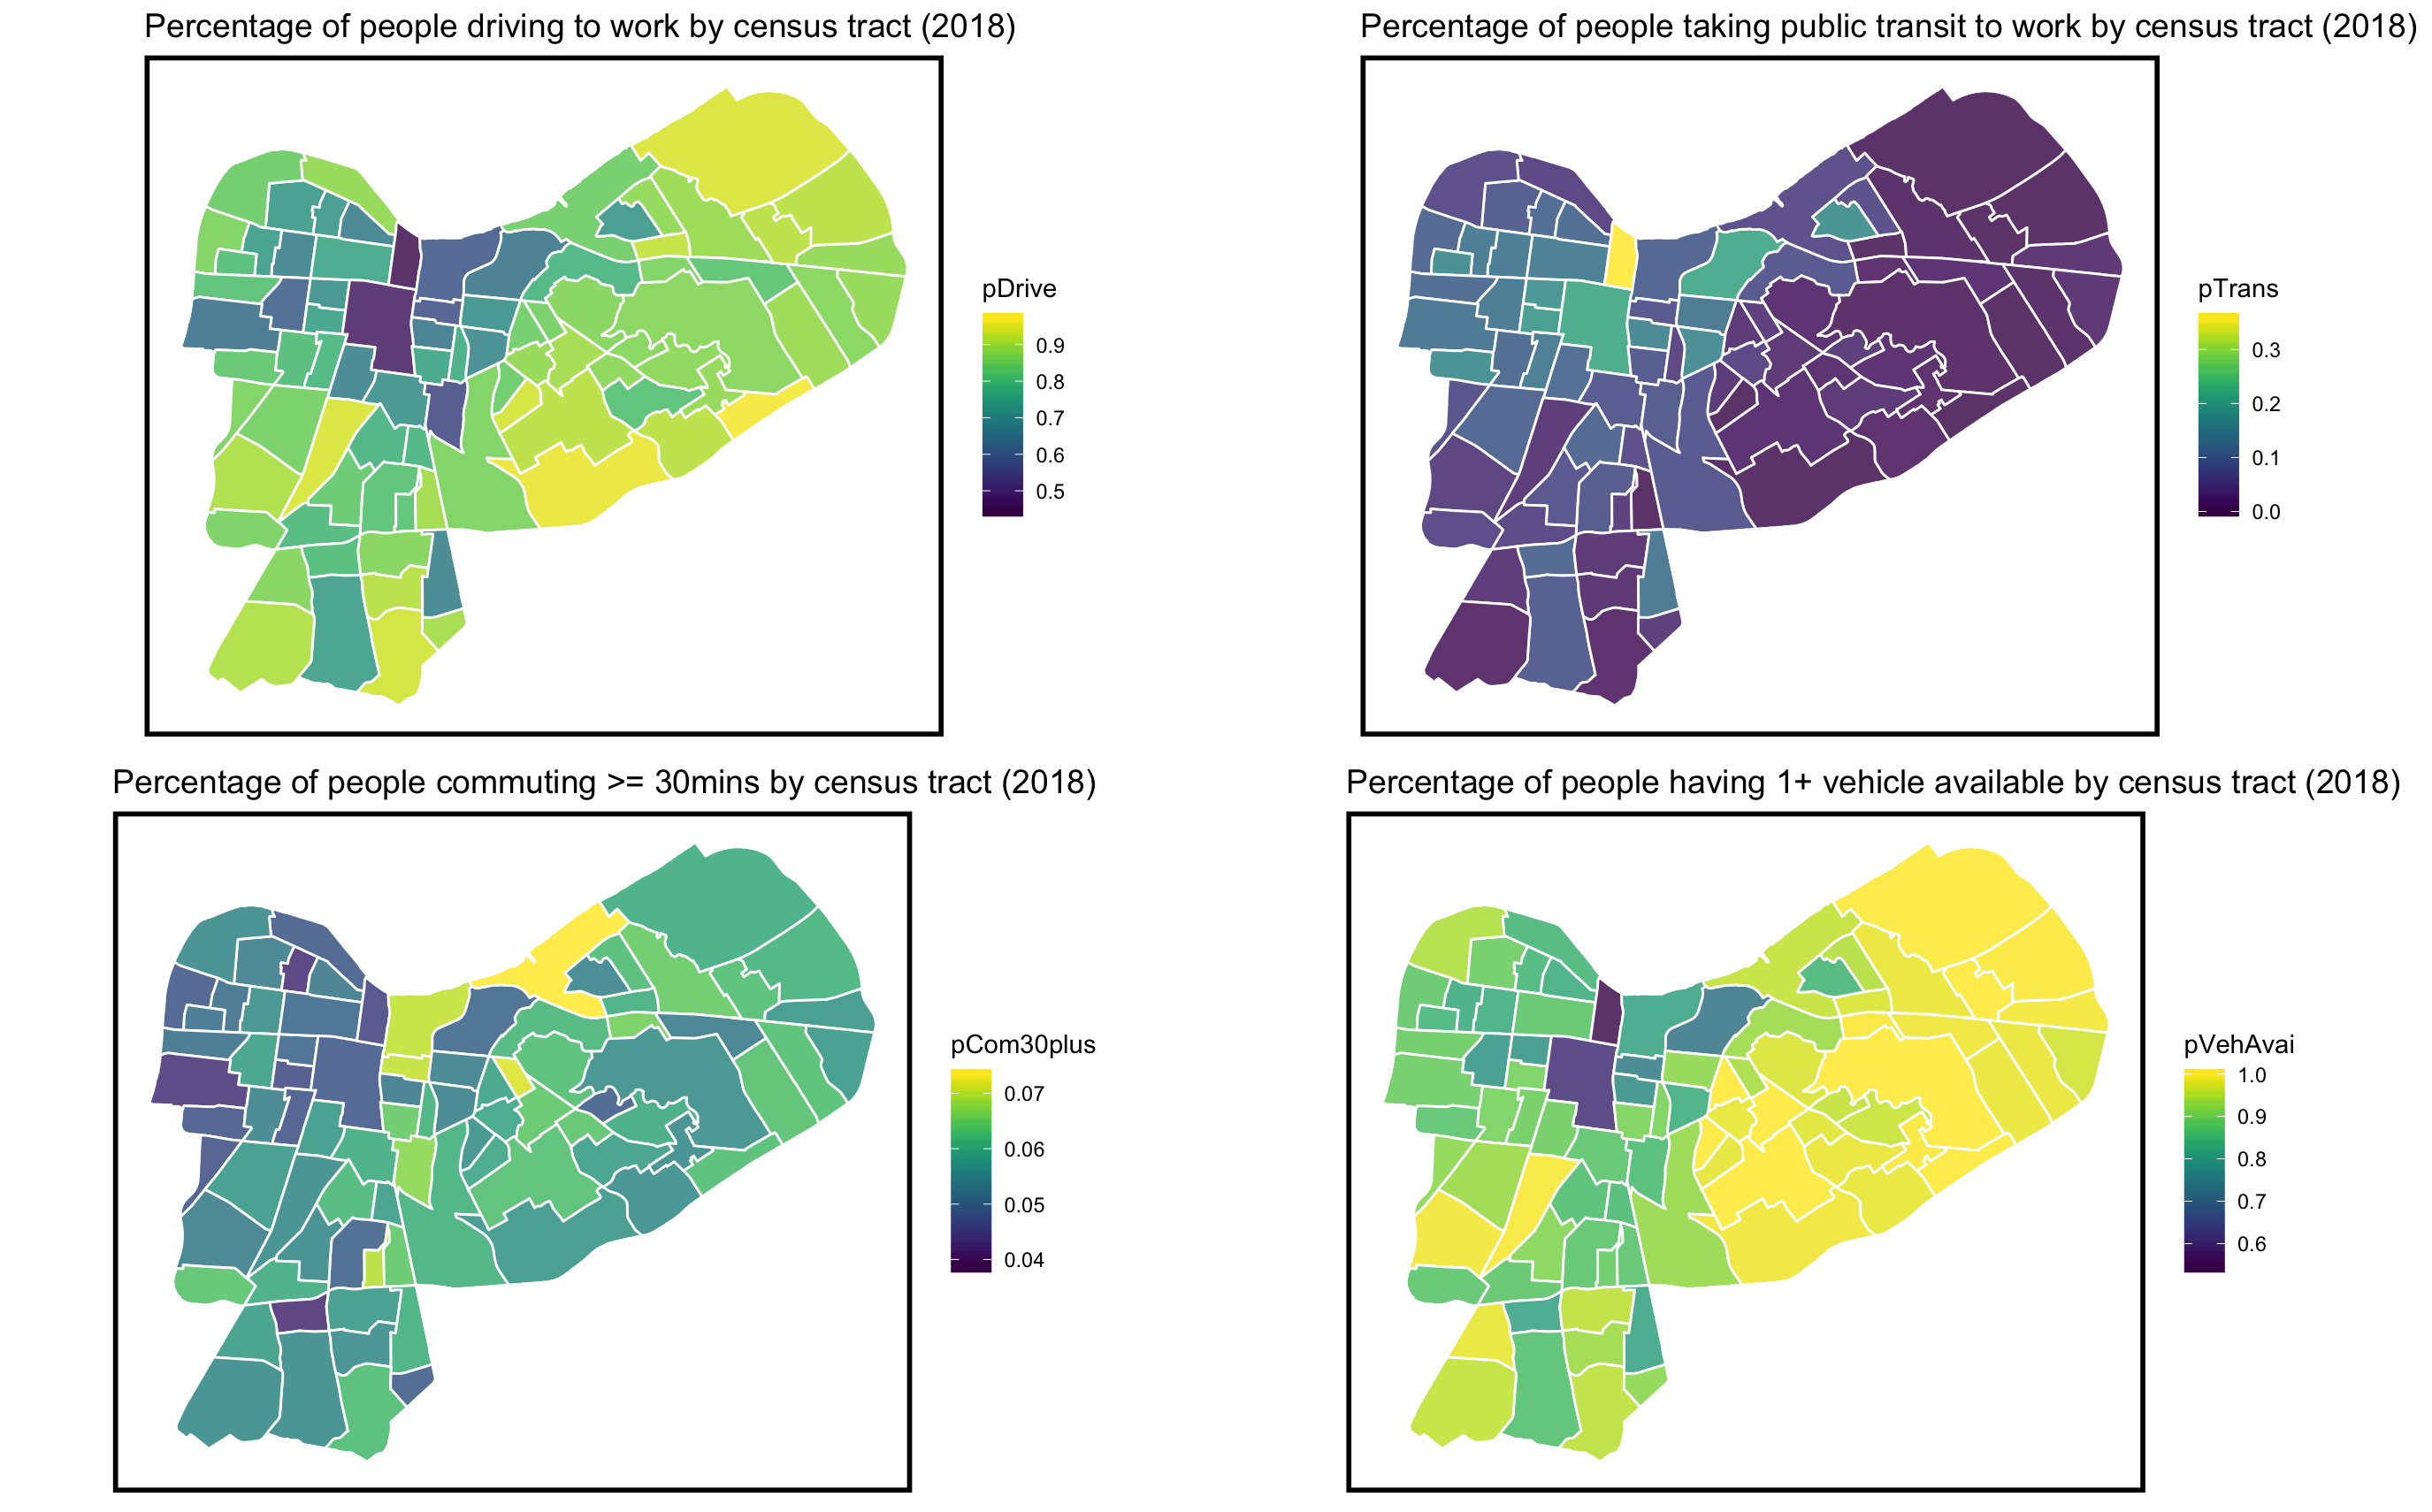 Percentage of people driving to work by census tract (2018)
pDrive
0.9
0.8
0.7
0.6
0.5
Percentage of people taking public transit to work by census tract (2018)
pTrans
0.3
0.2
0.1
0.0
Percentage of people commuting >= 30mins by census tract (2018)
pCom30plus
0.07
0.06
0.05
0.04
Percentage of people having 1+ vehicle available by census tract (2018)
pVehAvai
1.0
0.9
0.8
0.7
0.6